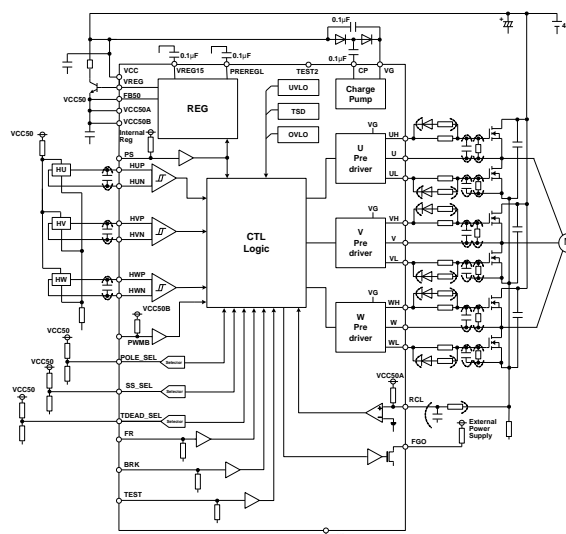 0.1µF
4
0.1µF
0.1µF
0.1µF
VCC
VREG15
PREREGL
TEST2
CP
VG
VREG
FB50
VCC50
VCC50A
VCC50B
REG
UVLO
TSD
OVLO
Charge
Pump
VCC50
Internal
Reg
PS
VG
UH
U
Pre
driver
U
UL
HU
HUP
HUN
HV
HVP
HVN
CTL
Logic
VG
VH
V
Pre
driver
V
VL
M
HW
HWP
HWN
VG
WH
W
Pre
driver
W
WL
VCC50B
PWMB
VCC50
POLE_SEL
Selector
VCC50
SS_SEL
Selector
VCC50A
RCL
VCC50
TDEAD_SEL
Selector
External
Power
Supply
FR
FGO
BRK
TEST